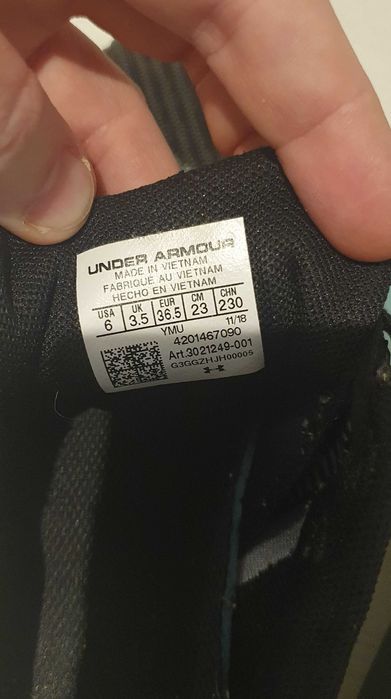 UNDER ARMOUR
MADE IN VIETNAM
FABRIQUÉ AU VIETNAM
HECHO EN VIETNAM
USA UK EUR CM CHN
6 3.5 36.5 23 230
YMU 11/18
4201467090
Art.3021249-001
G3GGZHJH00005